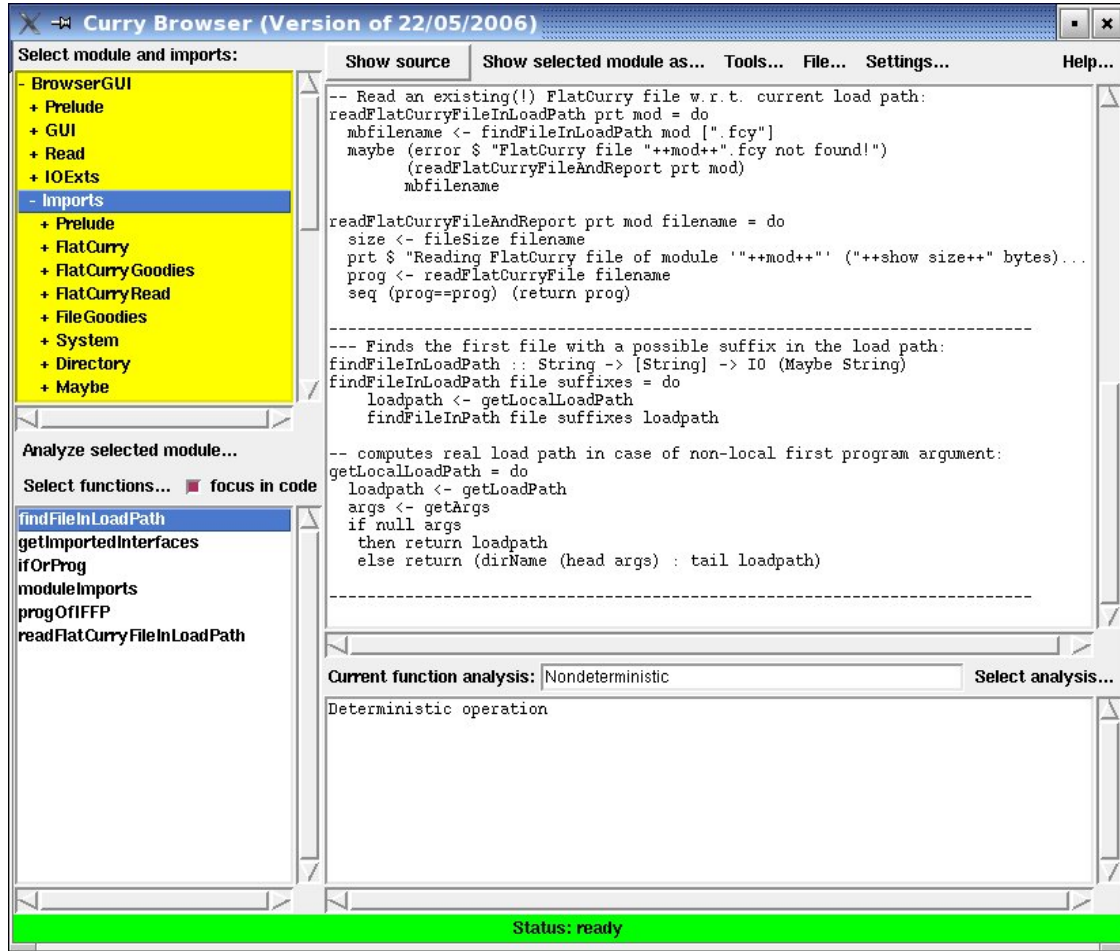 Curry Browser (Version of 22/05/2006)
Select module and imports:
- BrowserGUI
+ Prelude
+ GUI
+ Read
+ IOExts
- Imports
+ Prelude
+ FlatCurry
+ FlatCurryGoodies
+ FlatCurryRead
+ FileGoodies
+ System
+ Directory
+ Maybe
Analyze selected module...
Select functions... focus in code
findFileInLoadPath
getImportedInterfaces
ifOrProg
moduleImports
progOfIFFP
readFlatCurryFileInLoadPath
Show source Show selected module as... Tools... File... Settings... Help...
-- Read an existing(!) FlatCurry file w.r.t. current load path:
readFlatCurryFileInLoadPath prt mod = do
  mbfilename <- findFileInLoadPath mod [".fcy"]
  maybe (error $ "FlatCurry file "++mod++".fcy not found!")
        (readFlatCurryFileAndReport prt mod)
        mbfilename
readFlatCurryFileAndReport prt mod filename = do
  size <- fileSize filename
  prt $ "Reading FlatCurry file of module '"++mod++"' ("++show size++" bytes)...
  prog <- readFlatCurryFile filename
  seq (prog==prog) (return prog)
--------------------------------------------------------------------------
--- Finds the first file with a possible suffix in the load path:
findFileInLoadPath :: String -> [String] -> IO (Maybe String)
findFileInLoadPath file suffixes = do
    loadpath <- getLocalLoadPath
    findFileInPath file suffixes loadpath
-- computes real load path in case of non-local first program argument:
getLocalLoadPath = do
  loadpath <- getLoadPath
  args <- getArgs
  if null args
   then return loadpath
   else return (dirName (head args) : tail loadpath)
--------------------------------------------------------------------------
Current function analysis: Nondeterministic Select analysis...
Deterministic operation
Status: ready